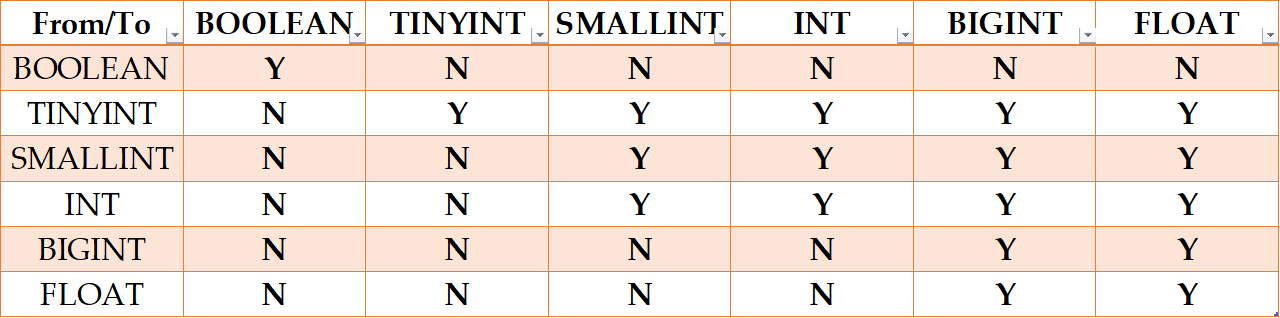 From/To BOOLEAN TINYINT SMALLINT INT BIGINT FLOAT
BOOLEAN Y N N N N N
TINYINT N Y Y Y Y Y
SMALLINT N N Y Y Y Y
INT N N Y Y Y Y
BIGINT N N N N Y Y
FLOAT N N N N Y Y